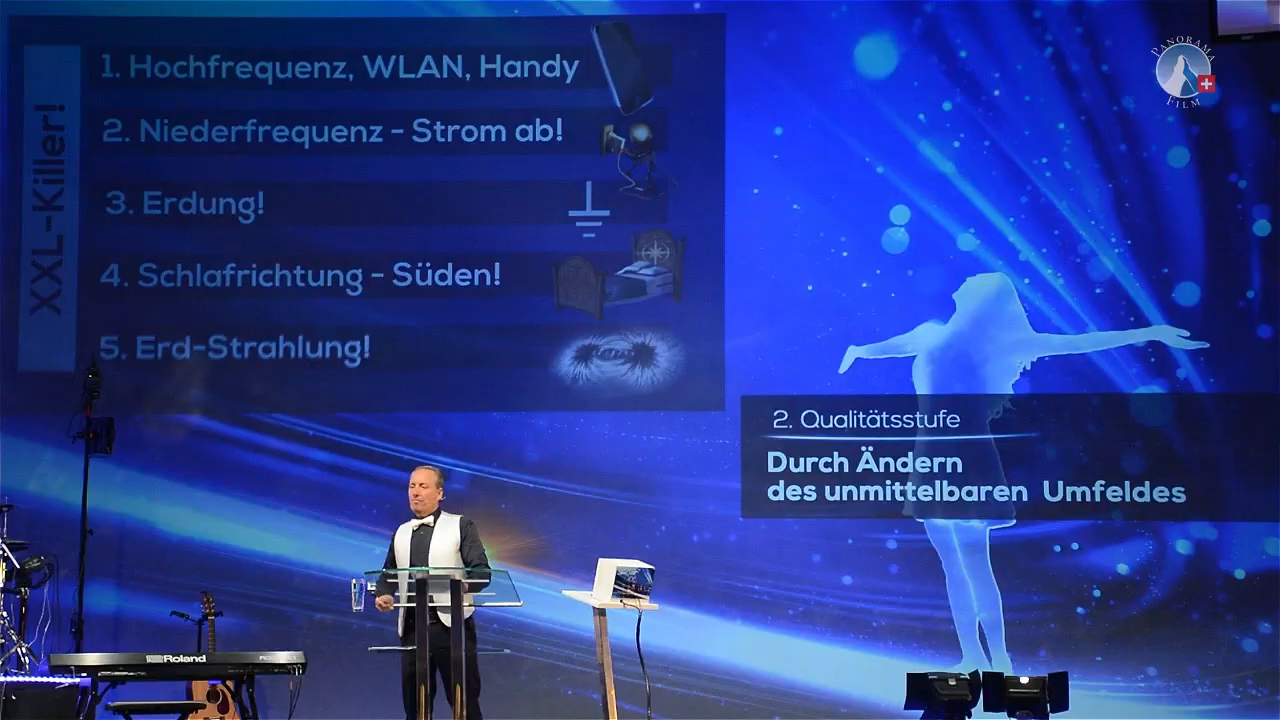 XXL-Killer!
1. Hochfrequenz, WLAN, Handy
2. Niederfrequenz - Strom ab!
3. Erdung!
4. Schlafrichtung - Süden!
5. Erd-Strahlung!
PANORAMA
FILM
2. Qualitätsstufe
Durch Ändern
des unmittelbaren Umfeldes
Roland